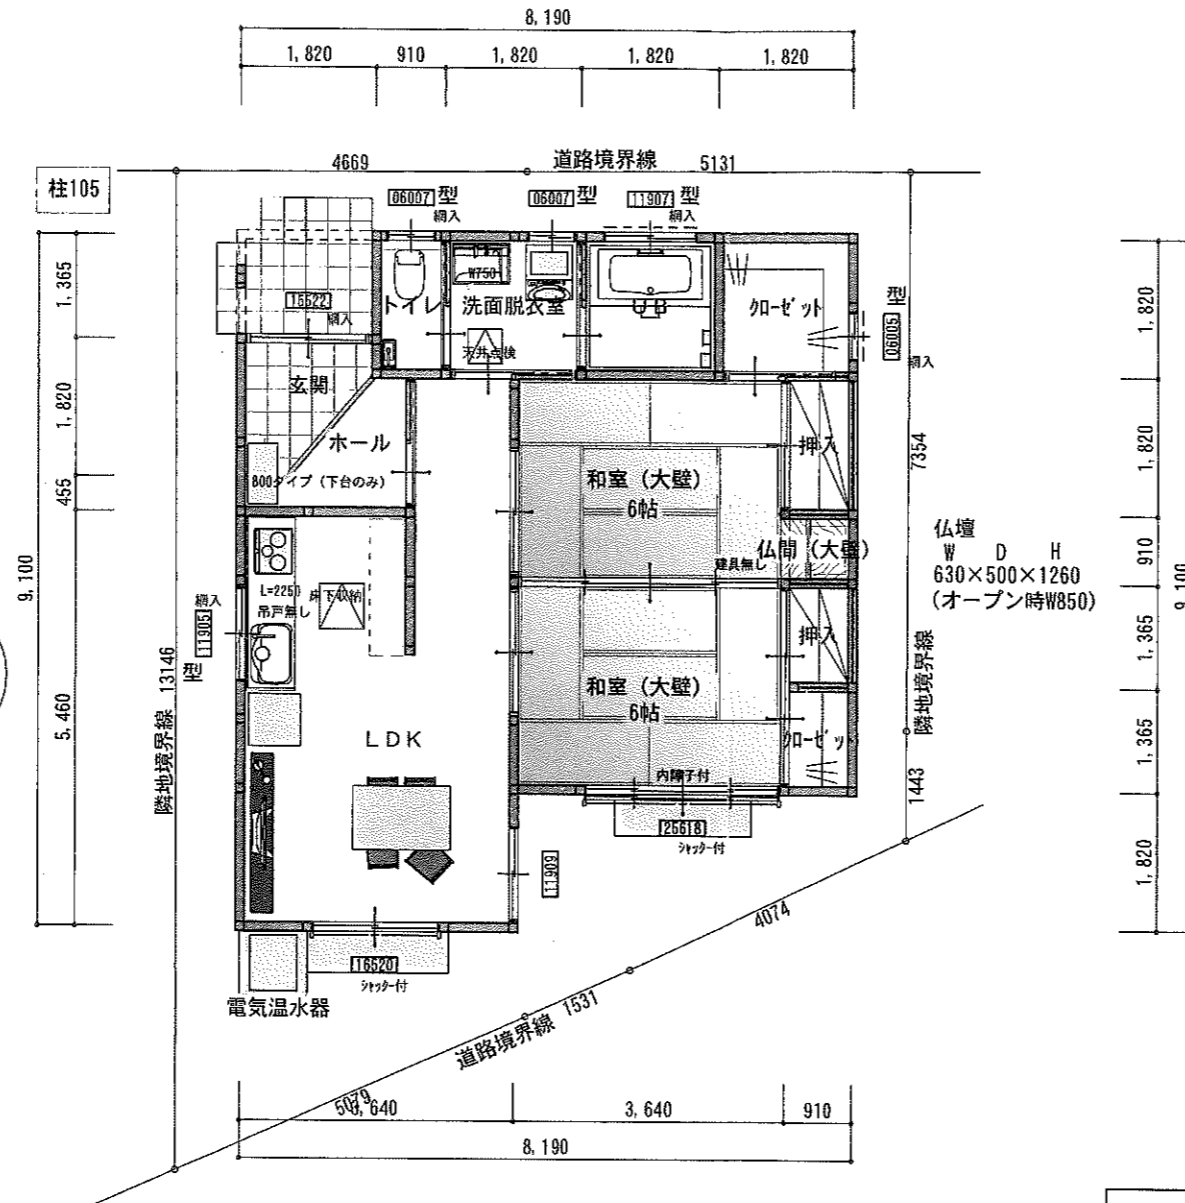 8,190
1,820
910
1,820
1,820
1,820
4669
道路境界線
5131
柱105
06007
型
網入
06007
型
11907
型
網入
1,365
1,820
455
9,100
5,460
16522
網入
トイレ
W750
洗面脱衣室
天井点検
クローゼット
型
06005
網入
1,820
1,820
910
9,100
1,365
1,365
1,820
玄関
ホール
800タイプ(下台のみ)
押入
7354
和室(大壁)
6帖
仏間(大壁)
建具無し
仏壇
W D H
630×500×1260
(オープン時W850)
L=2250
吊戸無し
床下収納
網入
11905
型
隣地境界線 13146
押入
隣地境界線
和室(大壁)
6帖
LDK
クローゼット
1443
内障子付
25618
シャッター付
11909
16520
シャッター付
電気温水器
4074
道路境界線 1531
5079
3,640
3,640
910
8,190